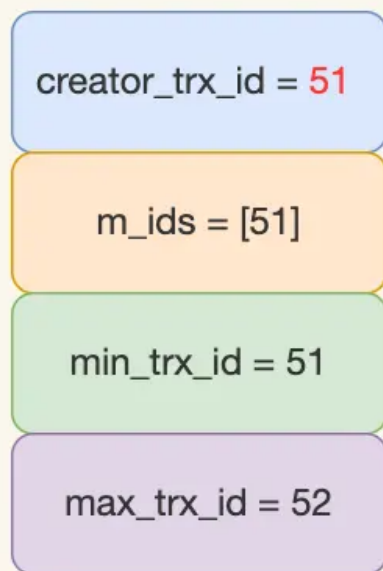 creator_trx_id = 51
m_ids = [51]
min_trx_id = 51
max_trx_id = 52